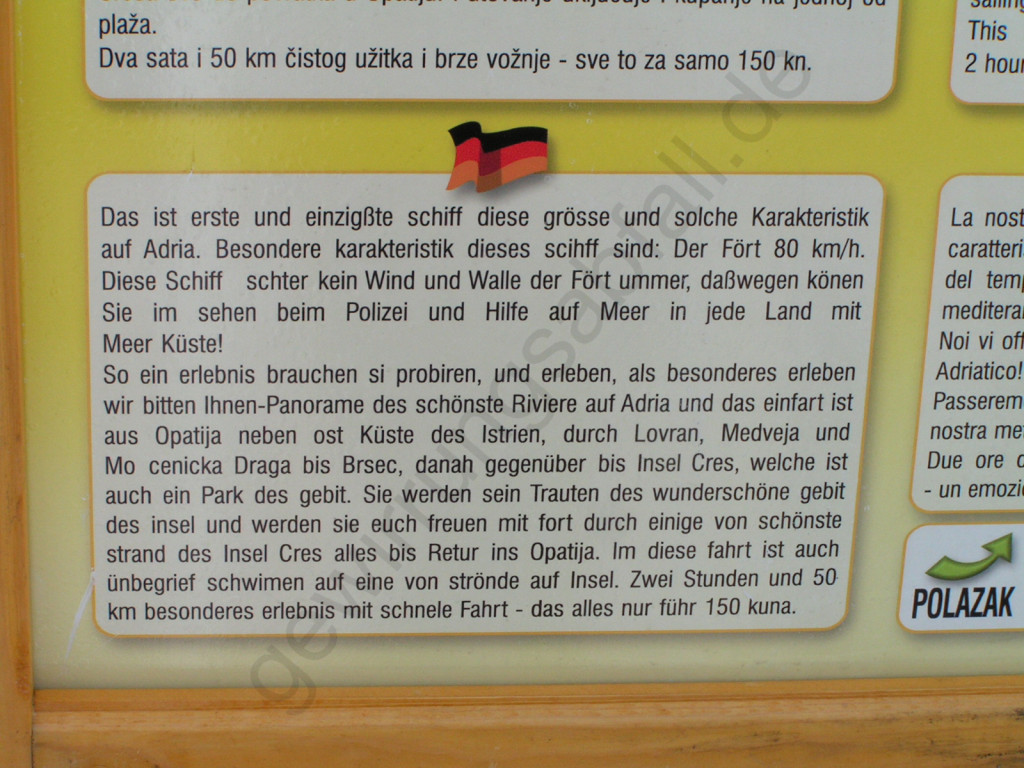 plaža.
Dva sata i 50 km čistog užitka i brze vožnje - sve to za samo 150 kn.
This
2 hour
Das ist erste und einzigßte schiff diese grösse und solche Karakteristik
auf Adria. Besondere karakteristik dieses scihff sind: Der Fört 80 km/h.
Diese Schiff schter kein Wind und Walle der Fört ummer, daßwegen könen
Sie im sehen beim Polizei und Hilfe auf Meer in jede Land mit
Meer Küste!
So ein erlebnis brauchen si probiren, und erleben, als besonderes erleben
wir bitten Ihnen-Panorame des schönste Riviere auf Adria und das einfart ist
aus Opatija neben ost Küste des Istrien, durch Lovran, Medveja und
Mo cenicka Draga bis Brsec, danah gegenüber bis Insel Cres, welche ist
auch ein Park des gebit. Sie werden sein Trauten des wunderschöne gebit
des insel und werden sie euch freuen mit fort durch einige von schönste
strand des Insel Cres alles bis Retur ins Opatija. Im diese fahrt ist auch
ünbegrief schwimen auf eine von strönde auf Insel. Zwei Stunden und 50
km besonderes erlebnis mit schnele Fahrt - das alles nur führ 150 kuna.
La nost
caratteri
del temp
mediteral
Noi vi off
Adriatico!
Passerem
nostra met
Due ore d
- un emozio
POLAZAK
gewirrungsabfall.de